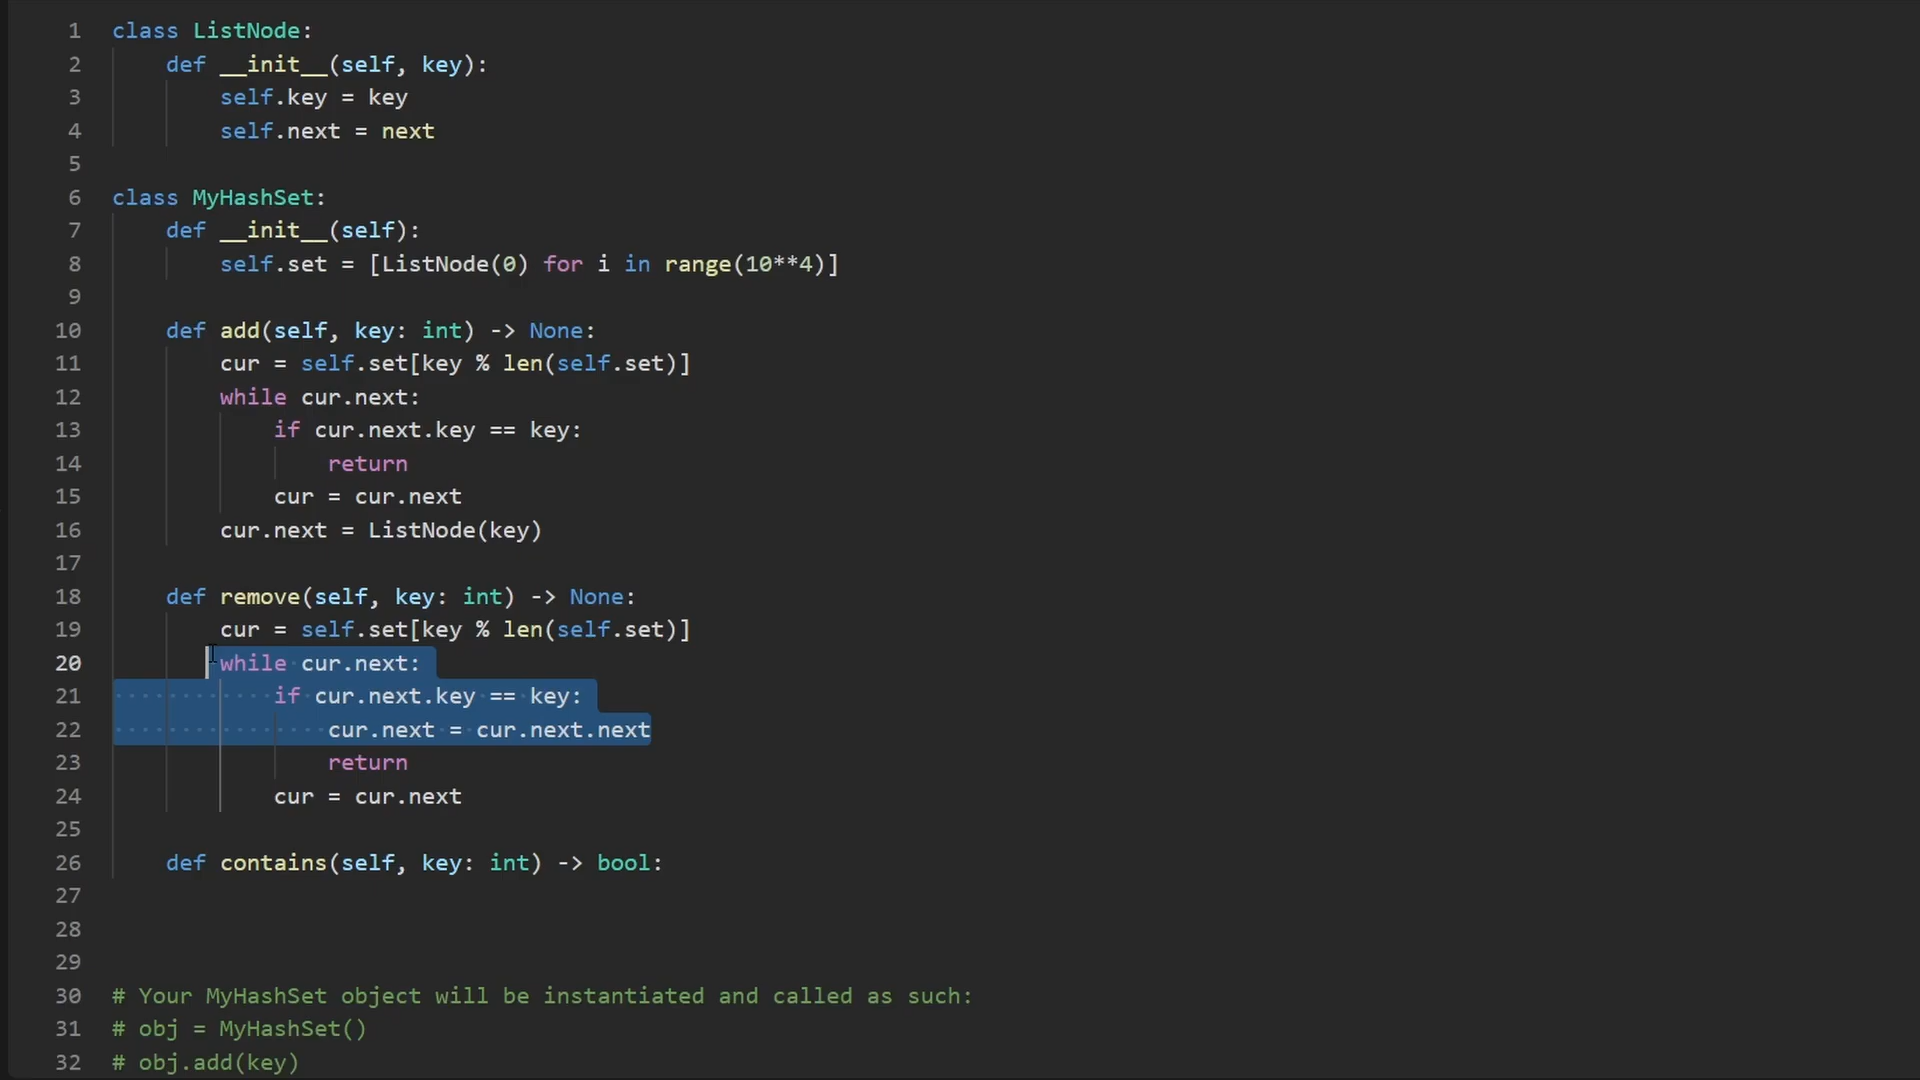 1 class ListNode:
2     def __init__(self, key):
3         self.key = key
4         self.next = next
5
6 class MyHashSet:
7     def __init__(self):
8         self.set = [ListNode(0) for i in range(10**4)]
9
10     def add(self, key: int) -> None:
11         cur = self.set[key % len(self.set)]
12         while cur.next:
13             if cur.next.key == key:
14                 return
15             cur = cur.next
16         cur.next = ListNode(key)
17
18     def remove(self, key: int) -> None:
19         cur = self.set[key % len(self.set)]
20         while cur.next:
21             if cur.next.key == key:
22                 cur.next = cur.next.next
23                 return
24             cur = cur.next
25
26     def contains(self, key: int) -> bool:
27
28
29
30 # Your MyHashSet object will be instantiated and called as such:
31 # obj = MyHashSet()
32 # obj.add(key)